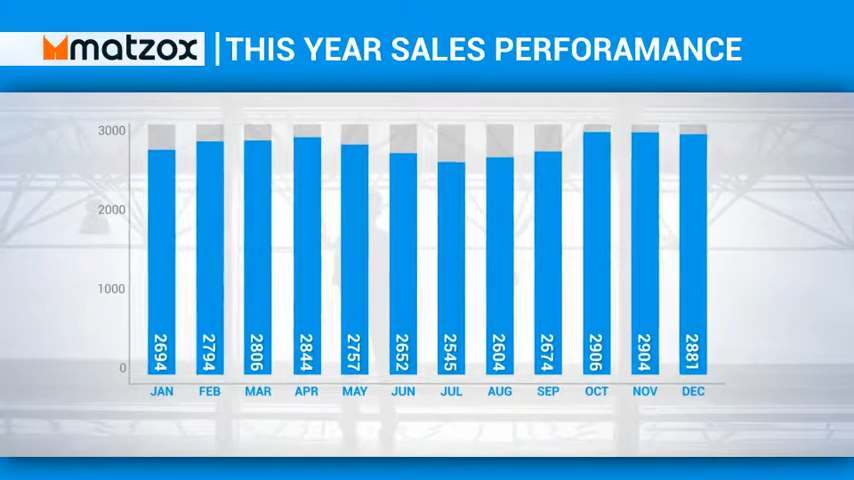 matzox
THIS YEAR SALES PERFORAMANCE
3000
2000
1000
0
2694 2794 2806 2844 2757 2652 2545 2604 2674 2906 2904 2881
JAN FEB MAR APR MAY JUN JUL AUG SEP OCT NOV DEC